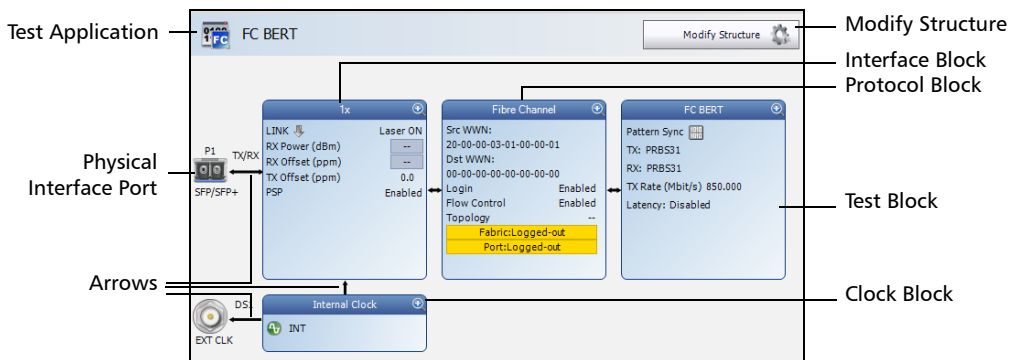 Test Application
FC BERT
Modify Structure
Modify Structure
Interface Block
Protocol Block
Physical
Interface Port
P1
TX/RX
SFP/SFP+
1x
LINK Laser ON
RX Power (dBm) --
RX Offset (ppm) --
TX Offset (ppm) 0.0
PSP Enabled
Fibre Channel
Src WWN:
20-00-00-03-01-00-00-01
Dst WWN:
00-00-00-00-00-00-00-00
Login Enabled
Flow Control Enabled
Topology --
Fabric:Logged-out
Port:Logged-out
FC BERT
Pattern Sync
TX: PRBS31
RX: PRBS31
TX Rate (Mbit/s) 850.000
Latency: Disabled
Test Block
Arrows
DS1
EXT CLK
Internal Clock
INT
Clock Block